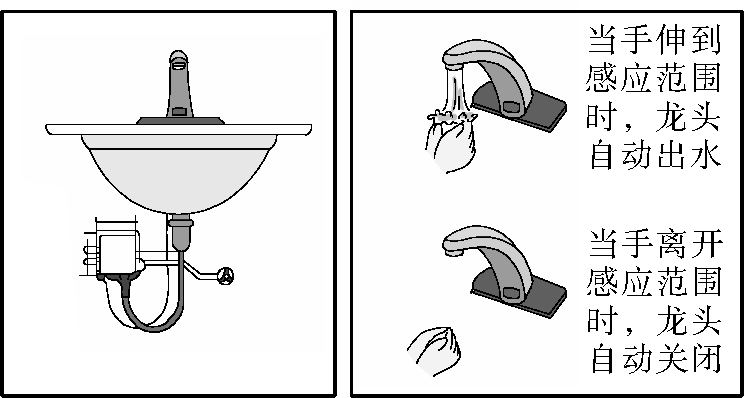 当手伸到
感应范围
时，龙头
自动出水
当手离开
感应范围
时，龙头
自动关闭